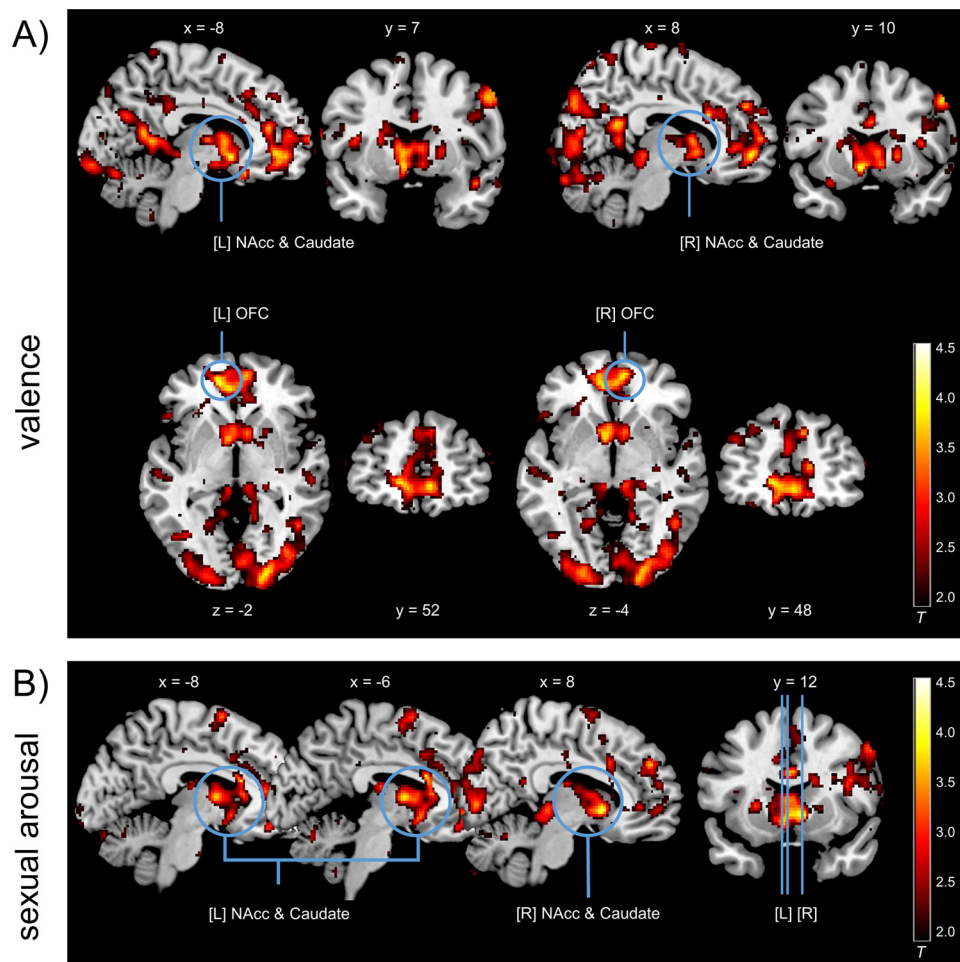 A)
x = -8
y = 7
x = 8
y = 10
[L] NAcc & Caudate
[R] NAcc & Caudate
valence
[L] OFC
[R] OFC
4.5
4.0
3.5
3.0
2.5
2.0
T
z = -2
y = 52
z = -4
y = 48
B)
x = -8
x = -6
x = 8
y = 12
sexual arousal
4.5
4.0
3.5
3.0
2.5
2.0
T
[L] NAcc & Caudate
[R] NAcc & Caudate
[L] [R]